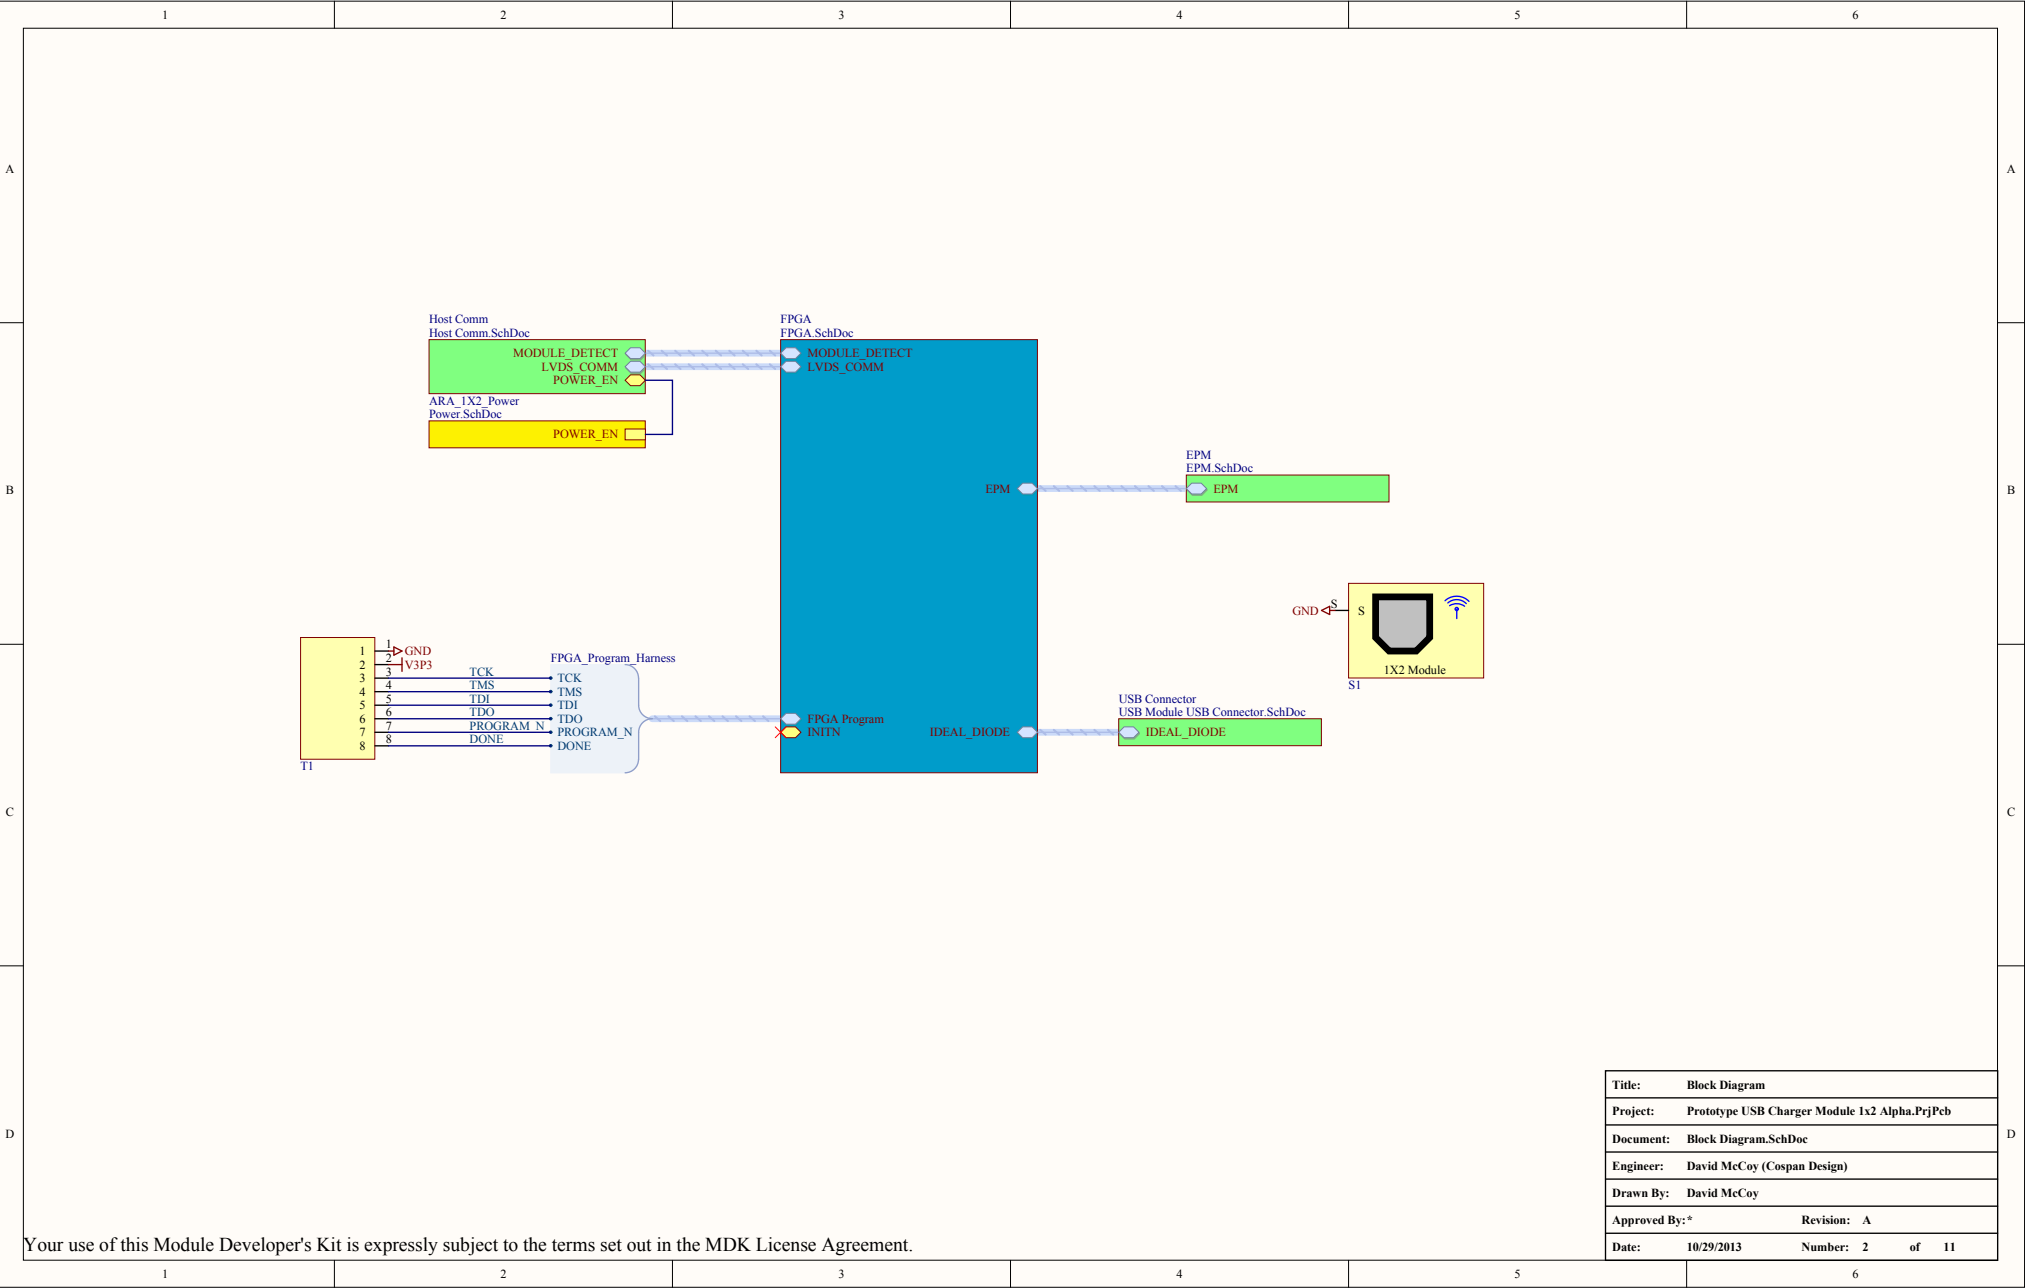 1 2 3 4 5 6
A A
Host Comm
Host Comm.SchDoc
MODULE_DETECT
LVDS_COMM
POWER_EN
ARA_1X2_Power
Power.SchDoc
POWER_EN
FPGA
FPGA.SchDoc
MODULE_DETECT
LVDS_COMM
EPM
FPGA Program
INITN
IDEAL_DIODE
EPM
EPM.SchDoc
EPM
B B
GND S S
1X2 Module
S1
1 1 GND
2 2 V3P3
3 3 TCK
4 4 TMS
5 5 TDI
6 6 TDO
7 7 PROGRAM_N
8 8 DONE
T1
FPGA_Program_Harness
TCK
TMS
TDI
TDO
PROGRAM_N
DONE
USB Connector
USB Module USB Connector.SchDoc
IDEAL_DIODE
C C
D D
Title: Block Diagram
Project: Prototype USB Charger Module 1x2 Alpha.PrjPcb
Document: Block Diagram.SchDoc
Engineer: David McCoy (Cospan Design)
Drawn By: David McCoy
Approved By: * Revision: A
Date: 10/29/2013 Number: 2 of 11
Your use of this Module Developer's Kit is expressly subject to the terms set out in the MDK License Agreement.
1 2 3 4 5 6